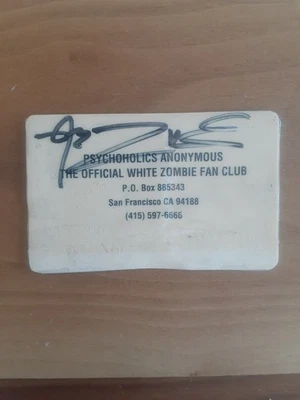 PSYCHOHOLICS ANONYMOUS
THE OFFICIAL WHITE ZOMBIE FAN CLUB
P.O. Box 885343
San Francisco CA 94188
(415) 597-6666